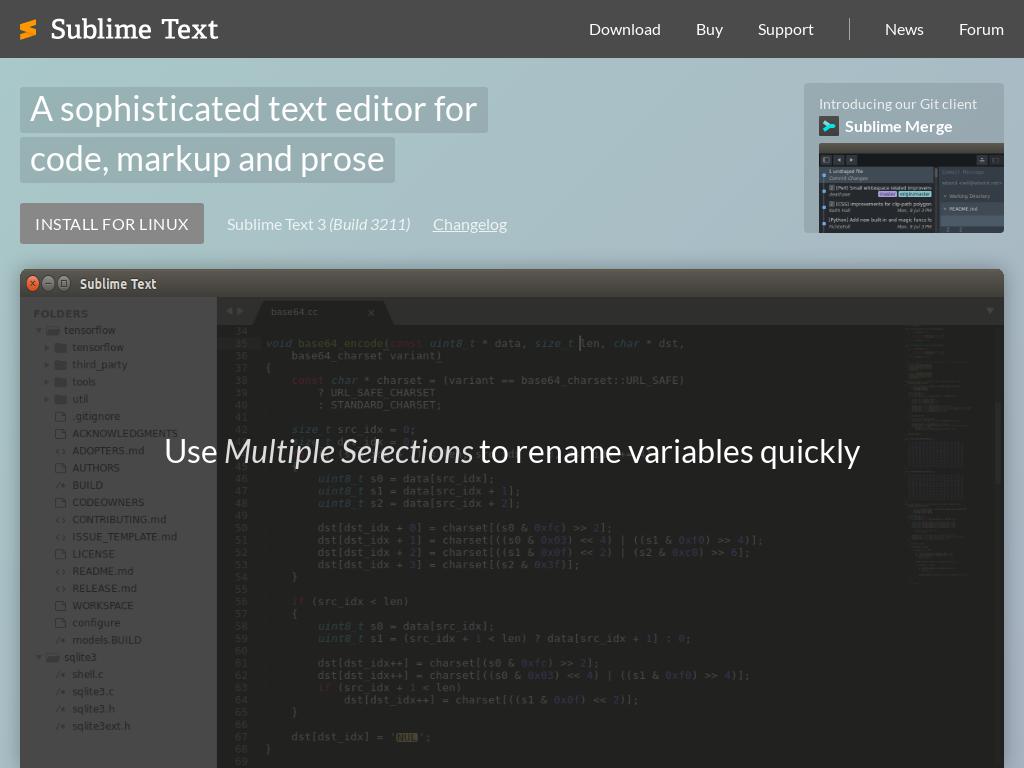 Sublime Text
Download Buy Support News Forum
A sophisticated text editor for
code, markup and prose
INSTALL FOR LINUX Sublime Text 3 (Build 3211) Changelog
Introducing our Git client
Sublime Merge
Sublime Text
FOLDERS
tensorflow
tensorflow
third_party
tools
util
.gitignore
ACKNOWLEDGMENTS
ADOPTERS.md
AUTHORS
BUILD
CODEOWNERS
CONTRIBUTING.md
ISSUE_TEMPLATE.md
LICENSE
README.md
RELEASE.md
WORKSPACE
configure
models.BUILD
sqlite3
shell.c
sqlite3.c
sqlite3.h
sqlite3ext.h
base64.cc
34
35 void base64_encode(const uint8_t * data, size_t len, char * dst,
36 base64_charset variant)
37 {
38 const char * charset = (variant == base64_charset::URL_SAFE)
39 ? URL_SAFE_CHARSET
40 : STANDARD_CHARSET;
41
42 size_t src_idx = 0;
Use Multiple Selections to rename variables quickly
46 uint8_t s0 = data[src_idx];
47 uint8_t s1 = data[src_idx + 1];
48 uint8_t s2 = data[src_idx + 2];
49
50 dst[dst_idx + 0] = charset[(s0 & 0xfc) >> 2];
51 dst[dst_idx + 1] = charset[((s0 & 0x03) << 4) | ((s1 & 0xf0) >> 4)];
52 dst[dst_idx + 2] = charset[((s1 & 0x0f) << 2) | (s2 & 0xc0) >> 6];
53 dst[dst_idx + 3] = charset[(s2 & 0x3f)];
54 }
55
56 if (src_idx < len)
57 {
58 uint8_t s0 = data[src_idx];
59 uint8_t s1 = (src_idx + 1 < len) ? data[src_idx + 1] : 0;
60
61 dst[dst_idx++] = charset[(s0 & 0xfc) >> 2];
62 dst[dst_idx++] = charset[((s0 & 0x03) << 4) | ((s1 & 0xf0) >> 4)];
63 if (src_idx + 1 < len)
64 dst[dst_idx++] = charset[((s1 & 0x0f) << 2)];
65 }
66
67 dst[dst_idx] = 'NUL';
68 }
69